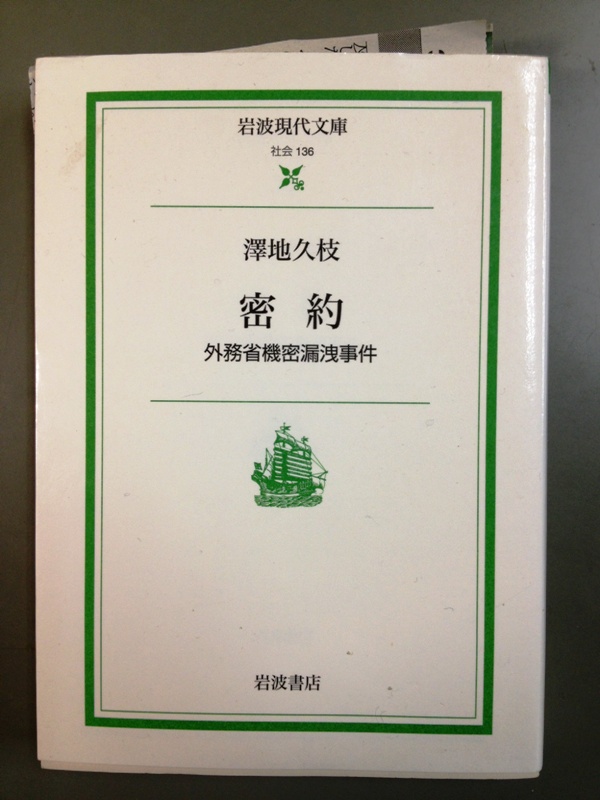 岩波現代文庫
社会 136
澤地久枝
密約
外務省機密漏洩事件
岩波書店